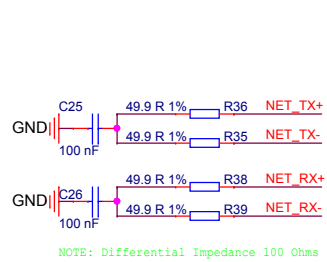 C25 49.9 R 1% R36 NET_TX+
GND
49.9 R 1% R35 NET_TX-
100 nF
49.9 R 1% R38 NET_RX+
C26
GND
49.9 R 1% R39 NET_RX-
100 nF
NOTE: Differential Impedance 100 Ohms